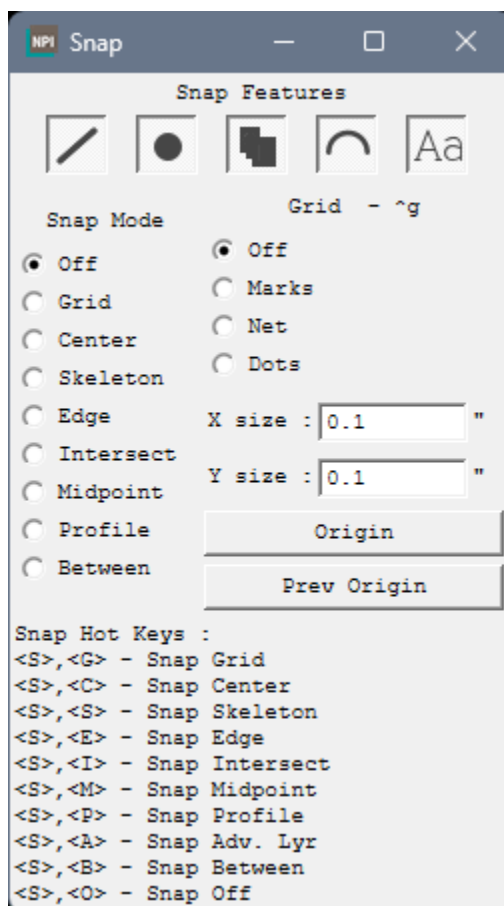 NPI Snap
Snap Features
Aa
Snap Mode
Off
Grid
Center
Skeleton
Edge
Intersect
Midpoint
Profile
Between
Grid - ^g
Off
Marks
Net
Dots
X size : 0.1 "
Y size : 0.1 "
Origin
Prev Origin
Snap Hot Keys :
<S>,<G> - Snap Grid
<S>,<C> - Snap Center
<S>,<S> - Snap Skeleton
<S>,<E> - Snap Edge
<S>,<I> - Snap Intersect
<S>,<M> - Snap Midpoint
<S>,<P> - Snap Profile
<S>,<A> - Snap Adv. Lyr
<S>,<B> - Snap Between
<S>,<O> - Snap Off